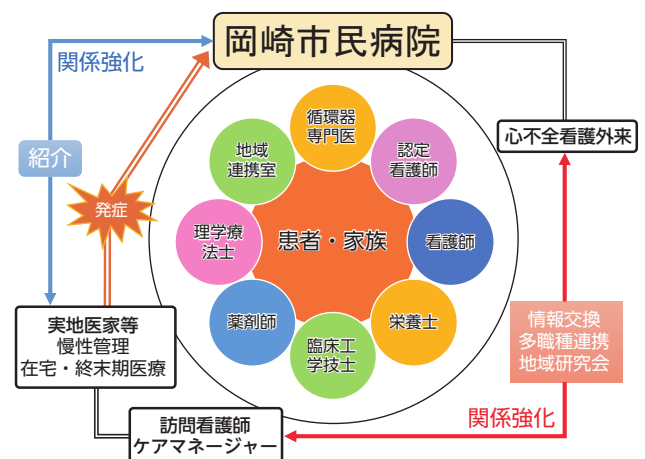 岡崎市民病院
関係強化
紹介
発症
循環器
専門医
地域
連携室
認定
看護師
心不全看護外来
理学療
法士
患者・家族
看護師
薬剤師
栄養士
臨床工
学技士
実地医家等
慢性管理
在宅・終末期医療
情報交換
多職種連携
地域研究会
関係強化
訪問看護師
ケアマネージャー